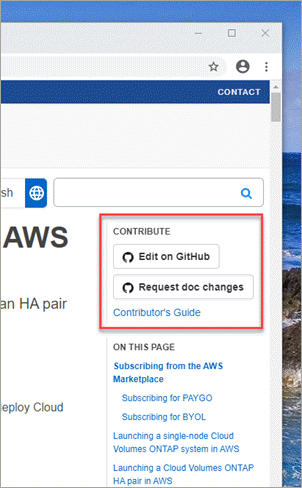 CONTACT
sh
AWS
CONTRIBUTE
Edit on GitHub
an HA pair
Request doc changes
Contributor's Guide
ON THIS PAGE
Subscribing from the AWS
Marketplace
Subscribing for PAYGO
eploy Cloud
Subscribing for BYOL
Launching a single-node Cloud
Volumes ONTAP system in AWS
Launching a Cloud Volumes ONTAP
HA pair in AWS